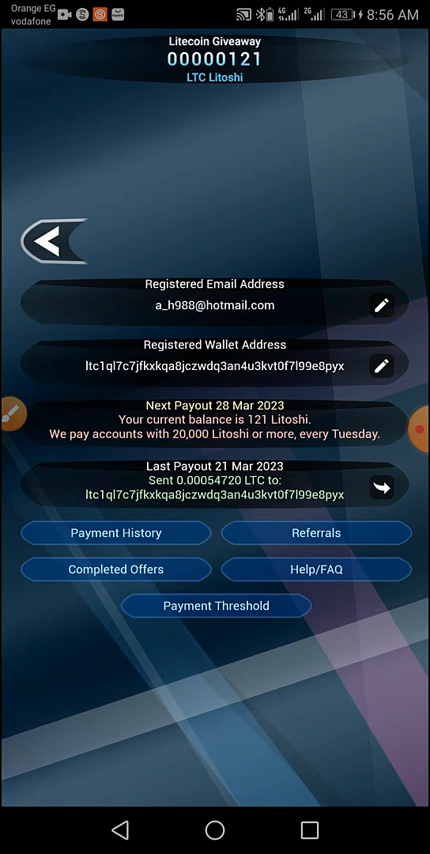 Orange EG
vodafone
4G
2G
43
8:56 AM
Litecoin Giveaway
00000121
LTC Litoshi
Registered Email Address
a_h988@hotmail.com
Registered Wallet Address
ltc1ql7c7jfkxkqa8jczwdq3an4u3kvt0f7l99e8pyx
Next Payout 28 Mar 2023
Your current balance is 121 Litoshi.
We pay accounts with 20,000 Litoshi or more, every Tuesday.
Last Payout 21 Mar 2023
Sent 0.00054720 LTC to:
ltc1ql7c7jfkxkqa8jczwdq3an4u3kvt0f7l99e8pyx
Payment History
Referrals
Completed Offers
Help/FAQ
Payment Threshold